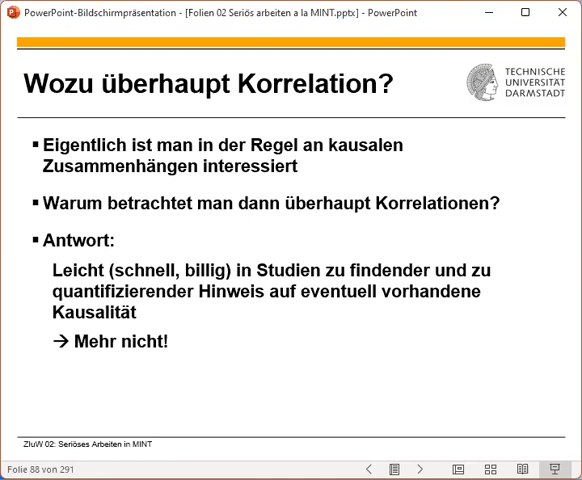 PowerPoint-Bildschirmpräsentation - [Folien 02 Seriös arbeiten a la MINT.pptx] - PowerPoint
Wozu überhaupt Korrelation?
TECHNISCHE
UNIVERSITÄT
DARMSTADT
▪ Eigentlich ist man in der Regel an kausalen
Zusammenhängen interessiert
▪ Warum betrachtet man dann überhaupt Korrelationen?
▪ Antwort:
Leicht (schnell, billig) in Studien zu findender und zu
quantifizierender Hinweis auf eventuell vorhandene
Kausalität
→ Mehr nicht!
ZIuW 02: Seriöses Arbeiten in MINT
Folie 88 von 291